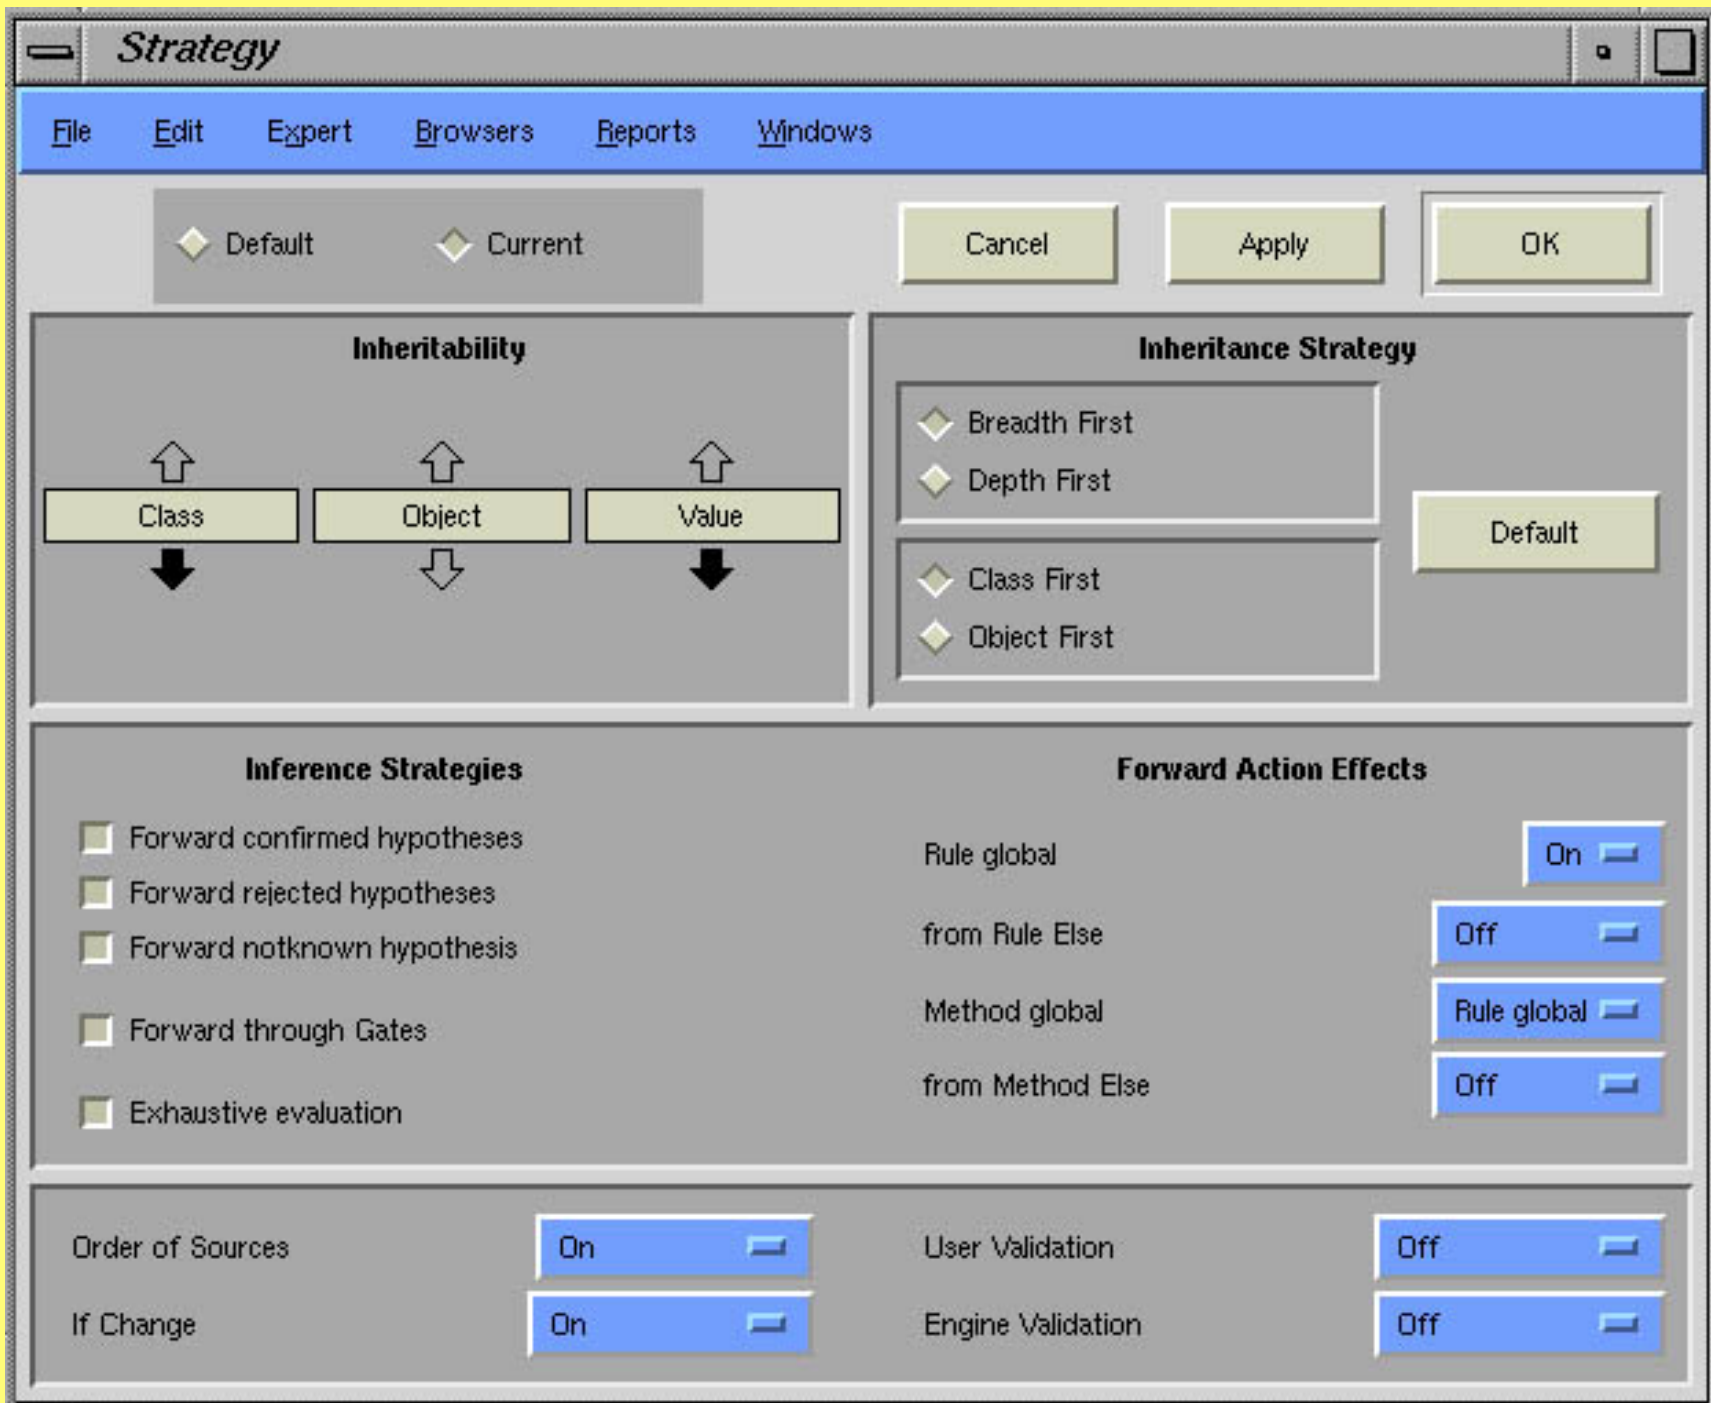 Strategy
File Edit Expert Browsers Reports Windows
Default Current Cancel Apply OK
Inheritability
Class Object Value
Inheritance Strategy
Breadth First
Depth First
Default
Class First
Object First
Inference Strategies
Forward confirmed hypotheses
Forward rejected hypotheses
Forward notknown hypothesis
Forward through Gates
Exhaustive evaluation
Forward Action Effects
Rule global On
from Rule Else Off
Method global Rule global
from Method Else Off
Order of Sources On
If Change On
User Validation Off
Engine Validation Off